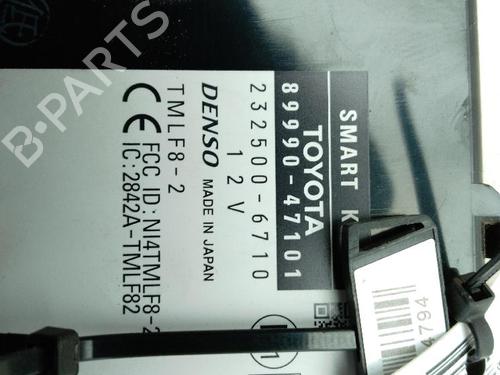 SMART K
TOYOTA
89990-47101
232500-6710
12V
DENSO MADE IN JAPAN
TMLF8-2
CE FCC ID:NI4TMLF8-2
IC:2842A-TMLF82
4794